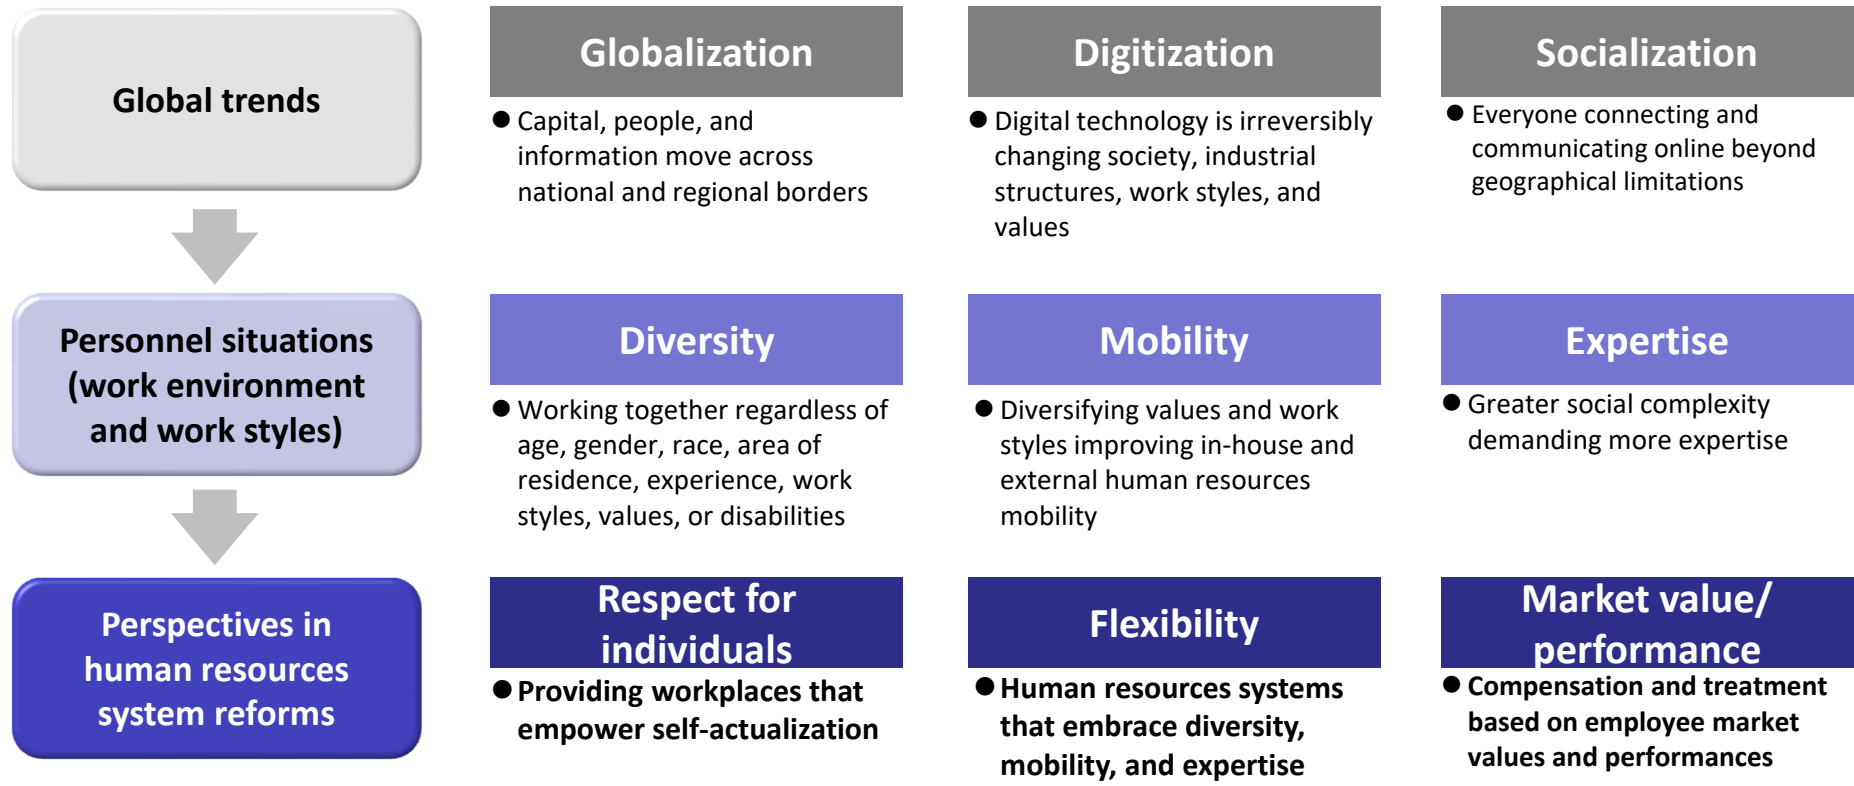 Global trends
Globalization
● Capital, people, and
information move across
national and regional borders
Digitization
● Digital technology is irreversibly
changing society, industrial
structures, work styles, and
values
Socialization
● Everyone connecting and
communicating online beyond
geographical limitations
Personnel situations
(work environment
and work styles)
Diversity
● Working together regardless of
age, gender, race, area of
residence, experience, work
styles, values, or disabilities
Mobility
● Diversifying values and work
styles improving in-house and
external human resources
mobility
Expertise
● Greater social complexity
demanding more expertise
Perspectives in
human resources
system reforms
Respect for
individuals
● Providing workplaces that
empower self-actualization
Flexibility
● Human resources systems
that embrace diversity,
mobility, and expertise
Market value/
performance
● Compensation and treatment
based on employee market
values and performances